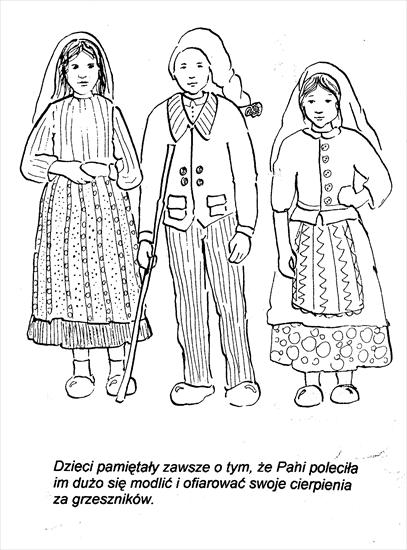 Dzieci pamiętały zawsze o tym, że Pani poleciła
im dużo się modlić i ofiarować swoje cierpienia
za grzeszników.